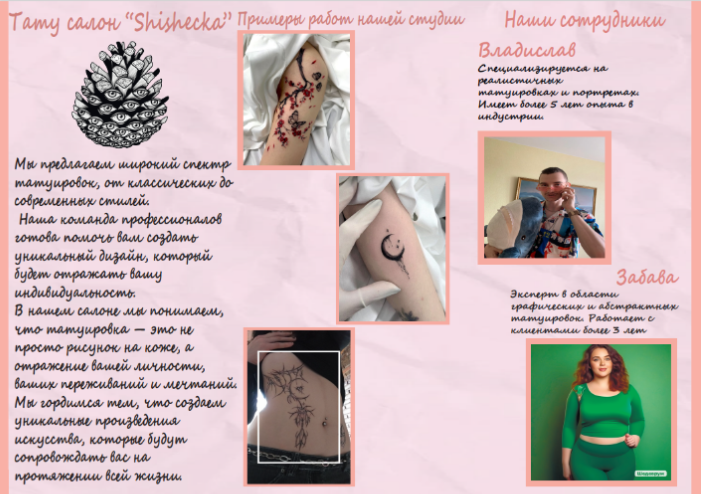 Тату салон “Shishecka”
Мы предлагаем широкий спектр
татуировок, от классических до
современных стилей.
Наша команда профессионалов
готова помочь вам создать
уникальный дизайн, который
будет отражать вашу
индивидуальность.
В нашем салоне мы понимаем,
что татуировка — это не
просто рисунок на коже, а
отражение вашей личности,
ваших переживаний и мечтаний.
Мы гордимся тем, что создаем
уникальные произведения
искусства, которые будут
сопровождать вас на
протяжении всей жизни.
Примеры работ нашей студии
Наши сотрудники
Владислав
Специализируется на
реалистичных
татуировках и портретах.
Имеет более 5 лет опыта в
индустрии.
Забава
Эксперт в области
графических и абстрактных
татуировок. Работает с
клиентами более 3 лет